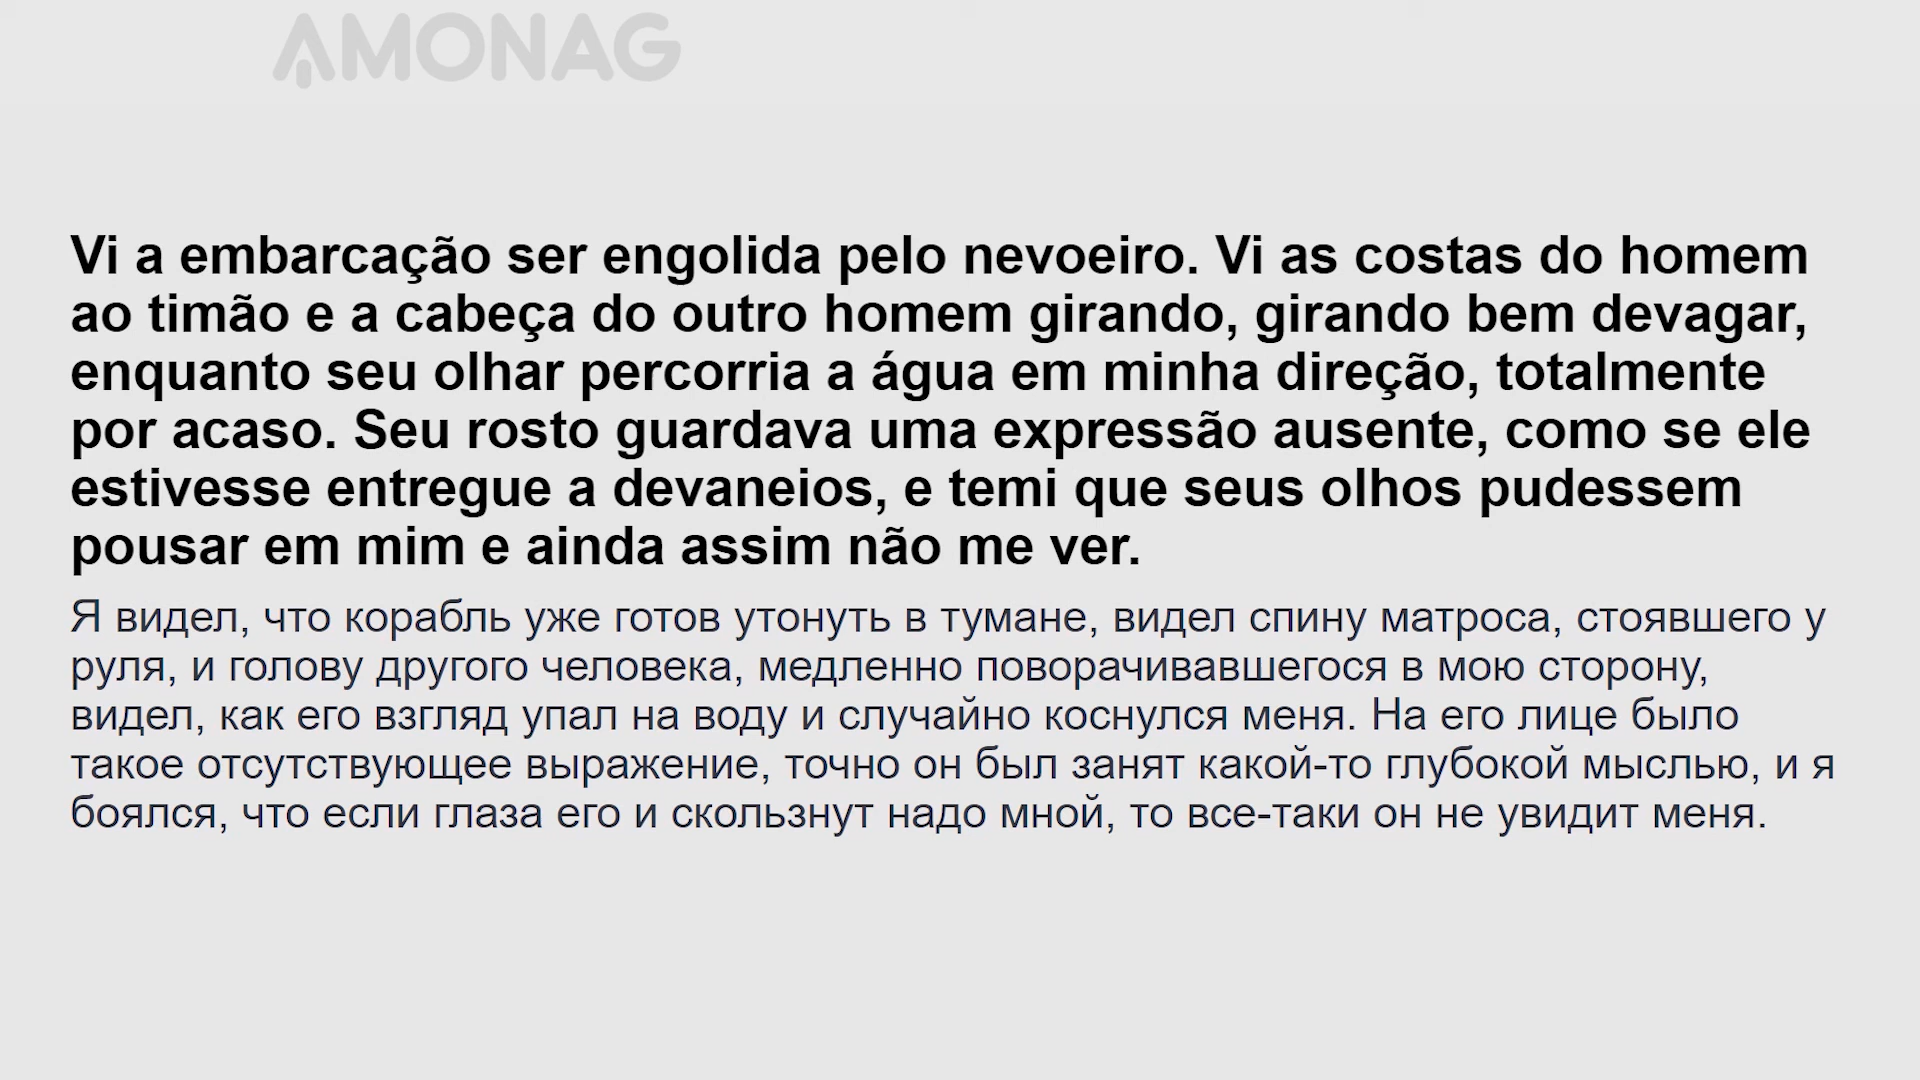 AMONAG
Vi a embarcação ser engolida pelo nevoeiro. Vi as costas do homem
ao timão e a cabeça do outro homem girando, girando bem devagar,
enquanto seu olhar percorria a água em minha direção, totalmente
por acaso. Seu rosto guardava uma expressão ausente, como se ele
estivesse entregue a devaneios, e temi que seus olhos pudessem
pousar em mim e ainda assim não me ver.
Я видел, что корабль уже готов утонуть в тумане, видел спину матроса, стоявшего у
руля, и голову другого человека, медленно поворачивавшегося в мою сторону,
видел, как его взгляд упал на воду и случайно коснулся меня. На его лице было
такое отсутствующее выражение, точно он был занят какой-то глубокой мыслью, и я
боялся, что если глаза его и скользнут надо мной, то все-таки он не увидит меня.